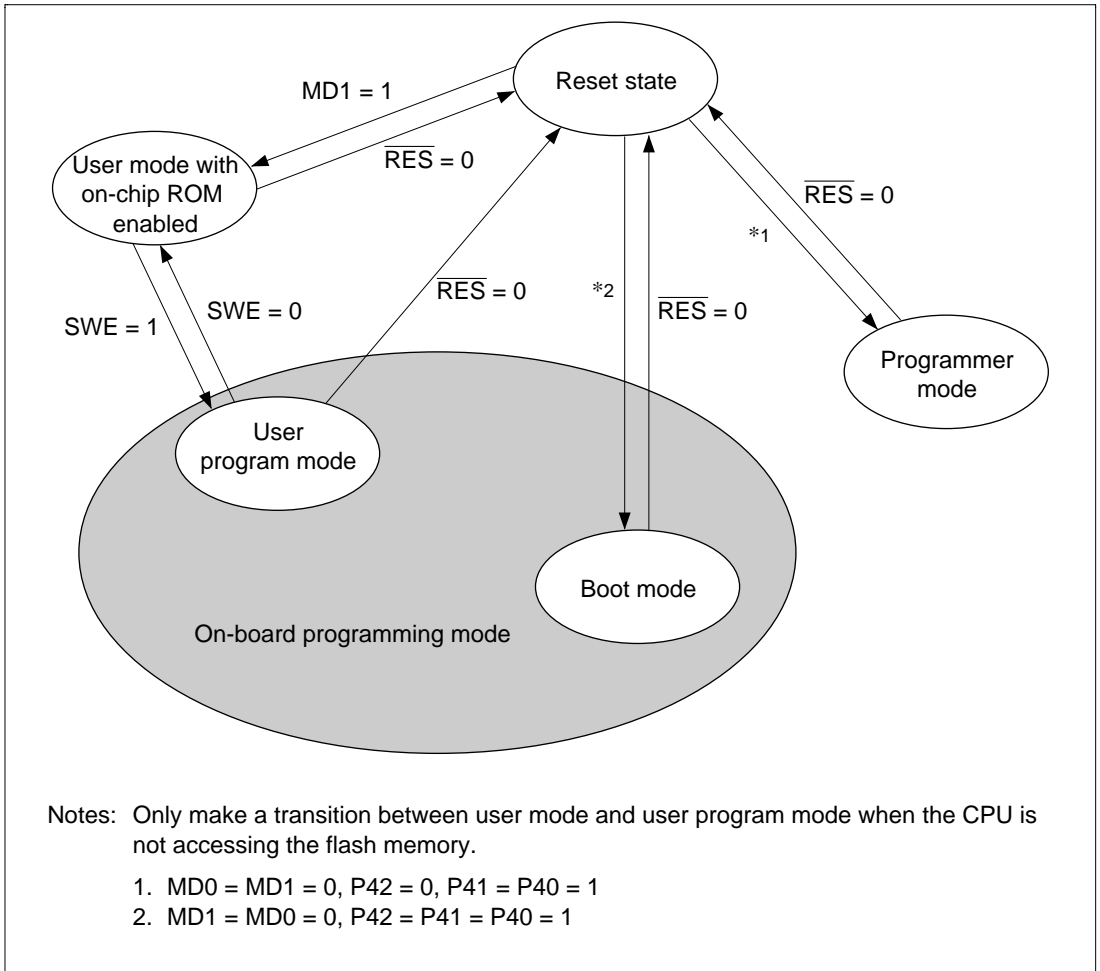 Reset state
MD1 = 1
User mode with
on-chip ROM
enabled
RES = 0
RES = 0
*1
RES = 0
*2
RES = 0
SWE = 0
SWE = 1
Programmer
mode
User
program mode
Boot mode
On-board programming mode
Notes: Only make a transition between user mode and user program mode when the CPU is
not accessing the flash memory.
1. MD0 = MD1 = 0, P42 = 0, P41 = P40 = 1
2. MD1 = MD0 = 0, P42 = P41 = P40 = 1